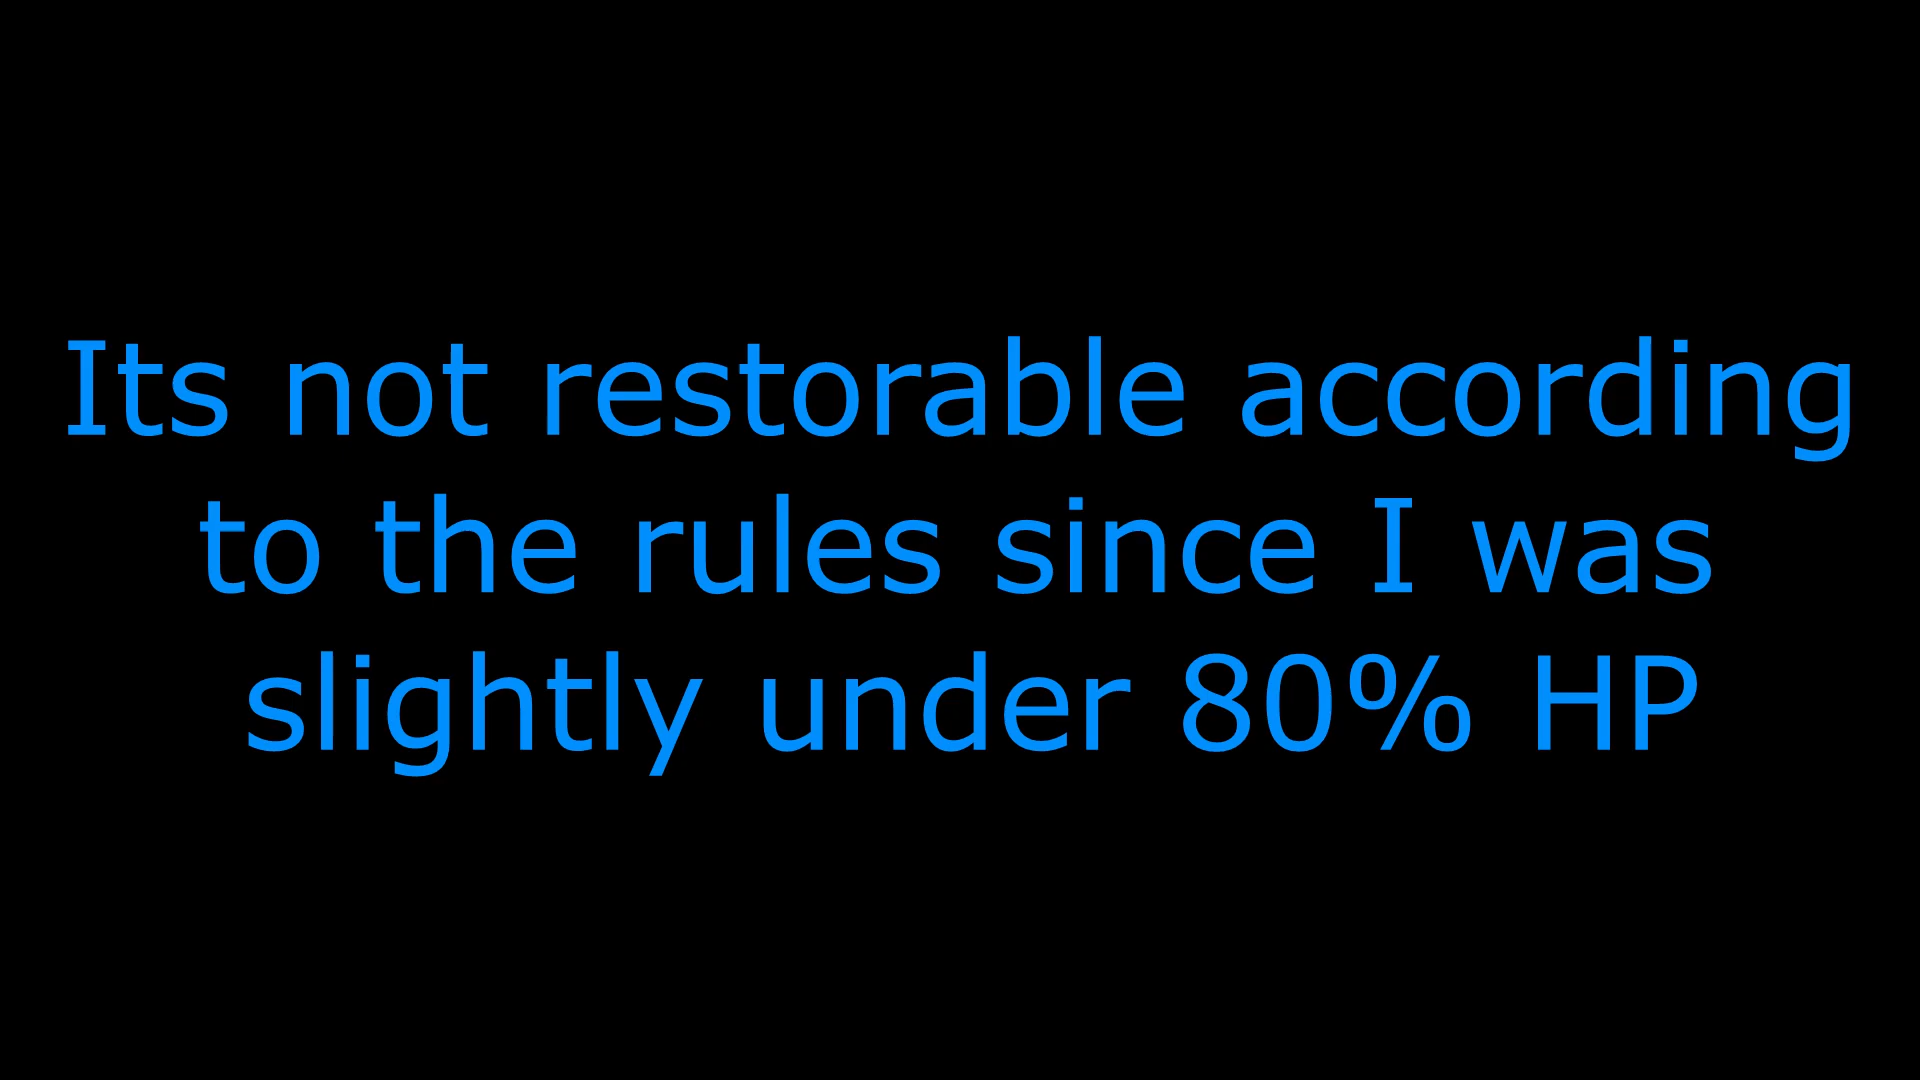 Its not restorable according
to the rules since I was
slightly under 80% HP